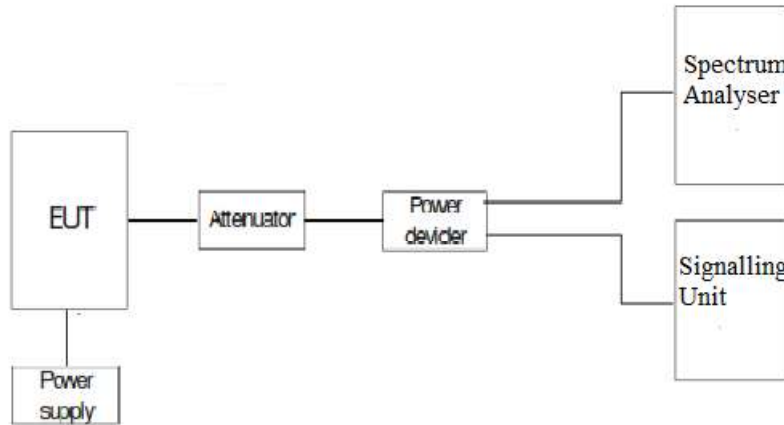 Spectrum
Analyser
EUT
Attenuator
Power
devider
Signalling
Unit
Power
supply